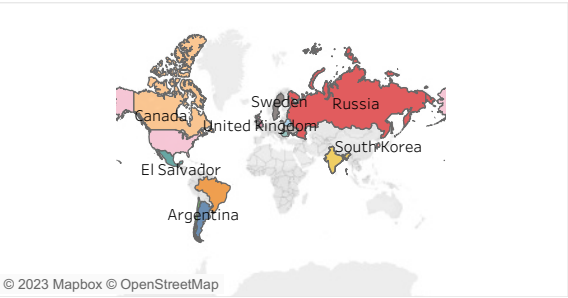 Sweden
Russia
Canada
United Kingdom
South Korea
El Salvador
Argentina
© 2023 Mapbox © OpenStreetMap